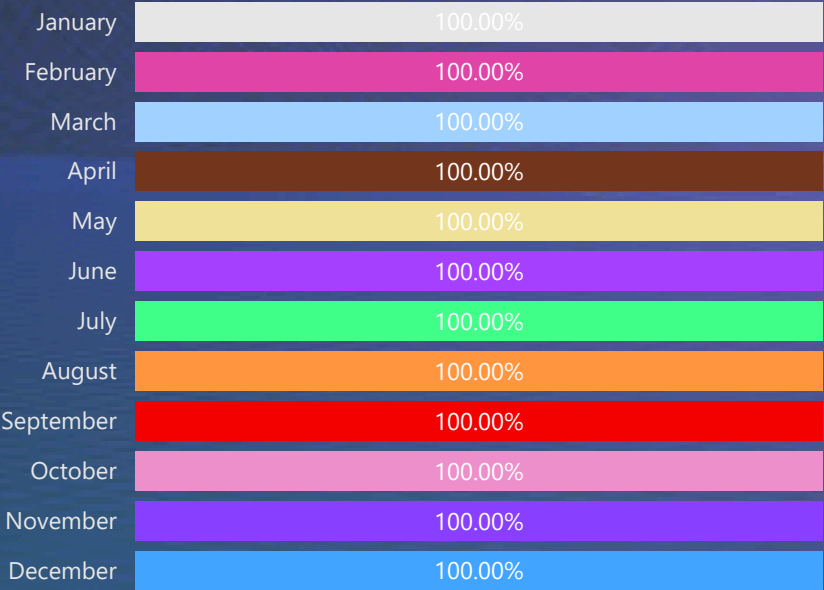 January 100.00%
February 100.00%
March 100.00%
April 100.00%
May 100.00%
June 100.00%
July 100.00%
August 100.00%
September 100.00%
October 100.00%
November 100.00%
December 100.00%